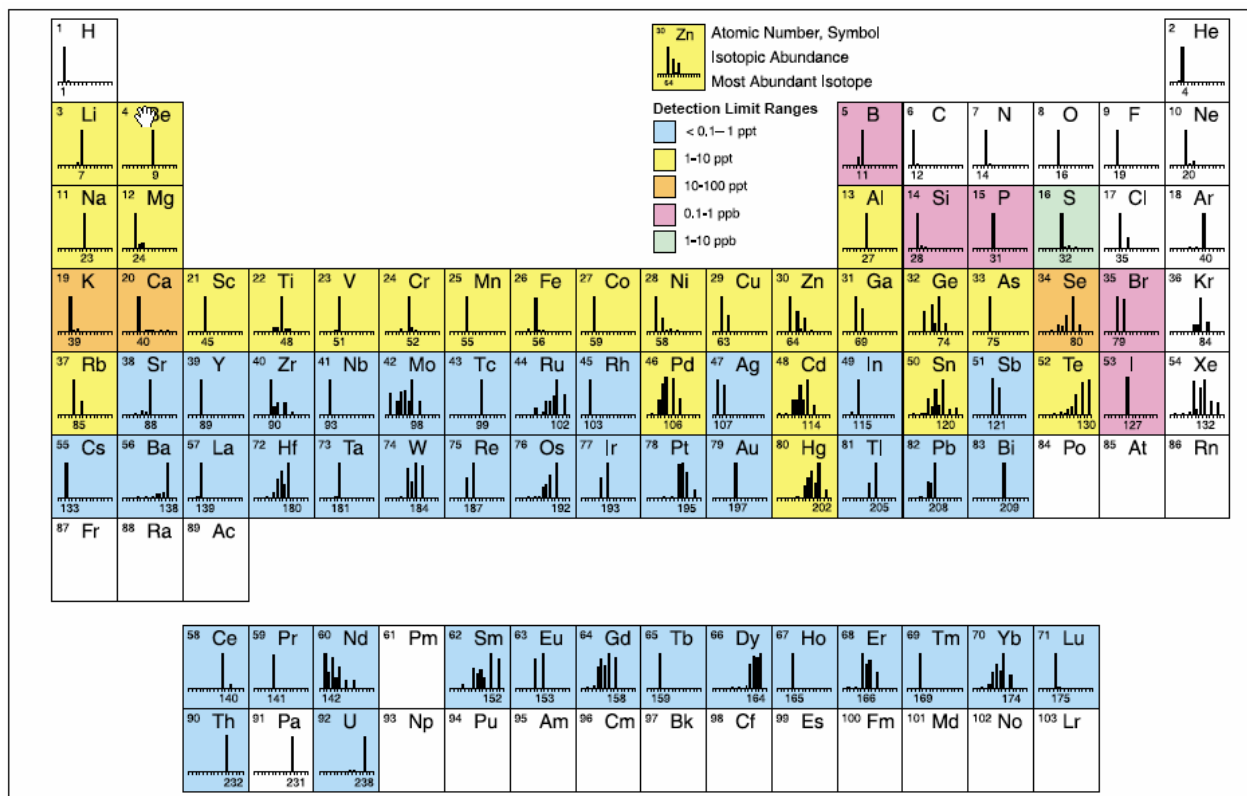 1 H 30 Zn Atomic Number, Symbol 2 He
Isotopic Abundance
64 Most Abundant Isotope
1 4
Detection Limit Ranges
< 0.1– 1 ppt
1-10 ppt
10-100 ppt
0.1-1 ppb
1-10 ppb
3 Li 4 Be 5 B 6 C 7 N 8 O 9 F 10 Ne
7 9 11 12 14 16 19 20
11 Na 12 Mg 13 Al 14 Si 15 P 16 S 17 Cl 18 Ar
23 24 27 28 31 32 35 40
19 K 20 Ca 21 Sc 22 Ti 23 V 24 Cr 25 Mn 26 Fe 27 Co 28 Ni 29 Cu 30 Zn 31 Ga 32 Ge 33 As 34 Se 35 Br 36 Kr
39 40 45 48 51 52 55 56 59 58 63 64 69 74 75 80 79 84
37 Rb 38 Sr 39 Y 40 Zr 41 Nb 42 Mo 43 Tc 44 Ru 45 Rh 46 Pd 47 Ag 48 Cd 49 In 50 Sn 51 Sb 52 Te 53 I 54 Xe
85 88 89 90 93 98 99 102 103 106 107 114 115 120 121 130 127 132
55 Cs 56 Ba 57 La 72 Hf 73 Ta 74 W 75 Re 76 Os 77 Ir 78 Pt 79 Au 80 Hg 81 Tl 82 Pb 83 Bi 84 Po 85 At 86 Rn
133 138 139 180 181 184 187 192 193 195 197 202 205 208 209
87 Fr 88 Ra 89 Ac
58 Ce 59 Pr 60 Nd 61 Pm 62 Sm 63 Eu 64 Gd 65 Tb 66 Dy 67 Ho 68 Er 69 Tm 70 Yb 71 Lu
140 141 142 152 153 158 159 164 165 166 169 174 175
90 Th 91 Pa 92 U 93 Np 94 Pu 95 Am 96 Cm 97 Bk 98 Cf 99 Es 100 Fm 101 Md 102 No 103 Lr
232 231 238